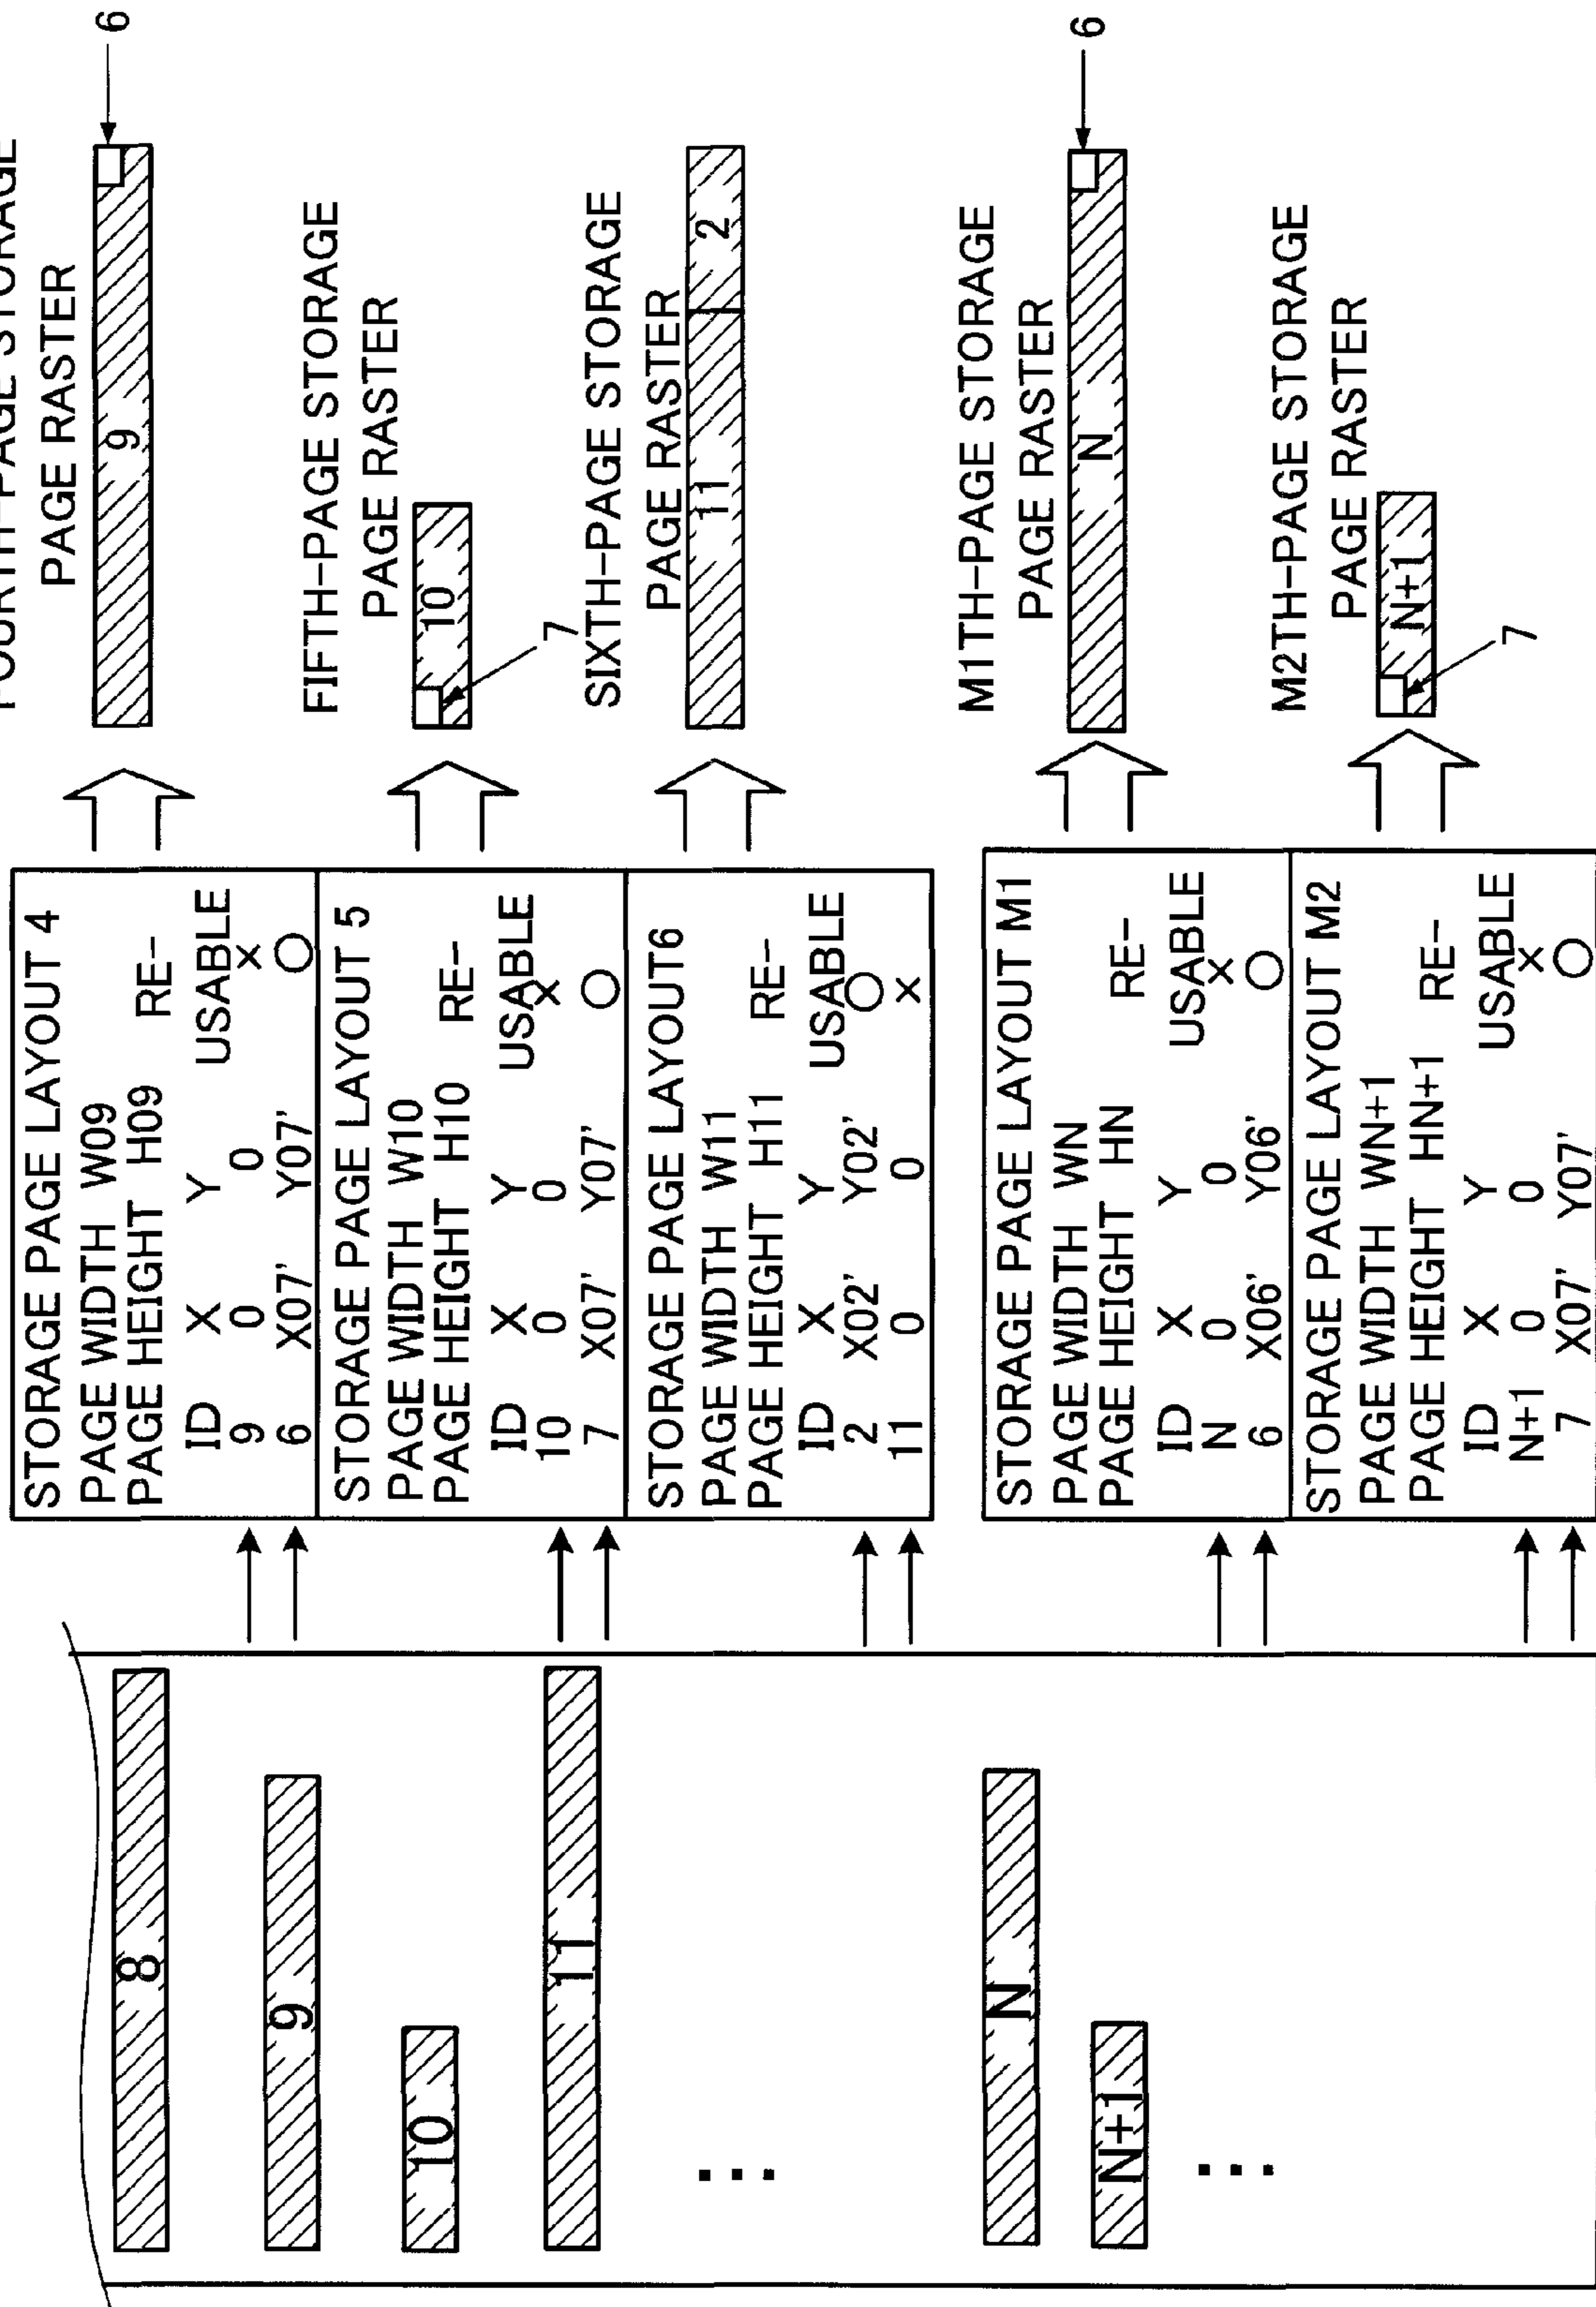 8
9
10
11
...
N
N+1
...
STORAGE PAGE LAYOUT 4
PAGE WIDTH W09
PAGE HEIGHT H09
RE-
ID X Y USABLE
9 0 0 ×
6 X07' Y07' ○
STORAGE PAGE LAYOUT 5
PAGE WIDTH W10
PAGE HEIGHT H10
RE-
ID X Y USABLE
10 0 0 ×
7 X07' Y07' ○
STORAGE PAGE LAYOUT6
PAGE WIDTH W11
PAGE HEIGHT H11
RE-
ID X Y USABLE
2 X02' Y02' ○
11 0 0 ×
STORAGE PAGE LAYOUT M1
PAGE WIDTH WN
PAGE HEIGHT HN
RE-
ID X Y USABLE
N 0 0 ×
6 X06' Y06' ○
STORAGE PAGE LAYOUT M2
PAGE WIDTH WN+1
PAGE HEIGHT HN+1
RE-
ID X Y USABLE
N+1 0 0 ×
7 X07' Y07' ○
FOURTH-PAGE STORAGE
PAGE RASTER
9
6
FIFTH-PAGE STORAGE
PAGE RASTER
10
7
SIXTH-PAGE STORAGE
PAGE RASTER
11 2
M1TH-PAGE STORAGE
PAGE RASTER
N
6
M2TH-PAGE STORAGE
PAGE RASTER
N+1
7